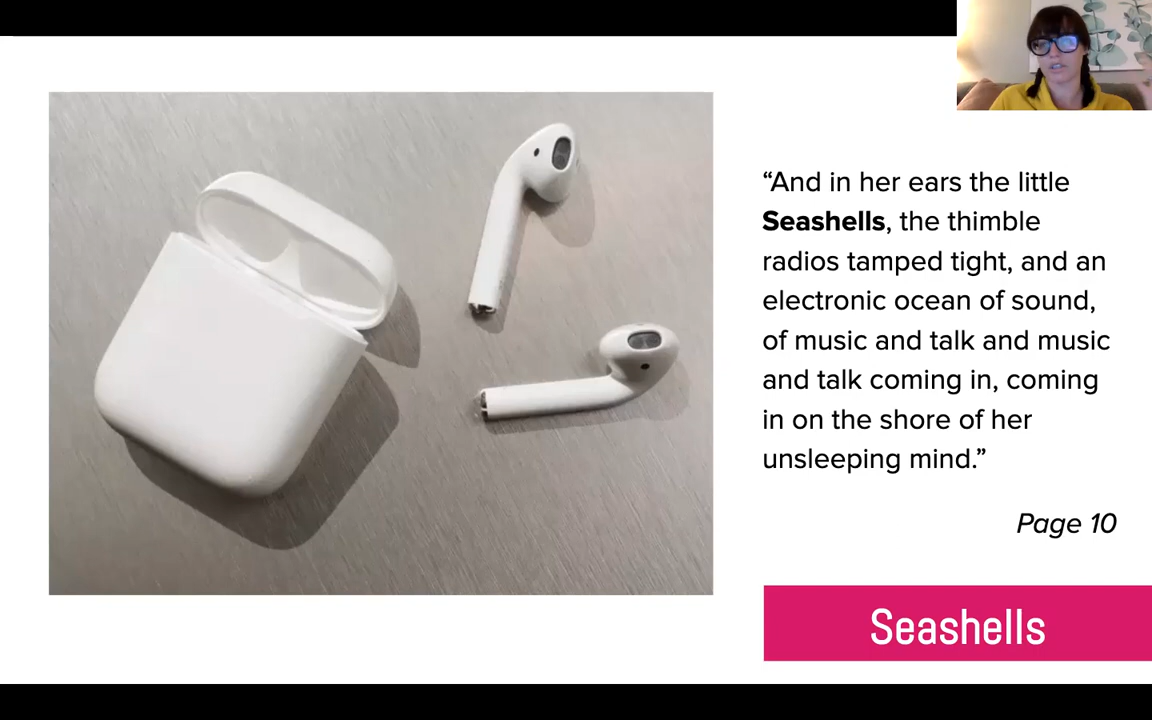 “And in her ears the little
Seashells, the thimble
radios tamped tight, and an
electronic ocean of sound,
of music and talk and music
and talk coming in, coming
in on the shore of her
unsleeping mind.”
Page 10
Seashells